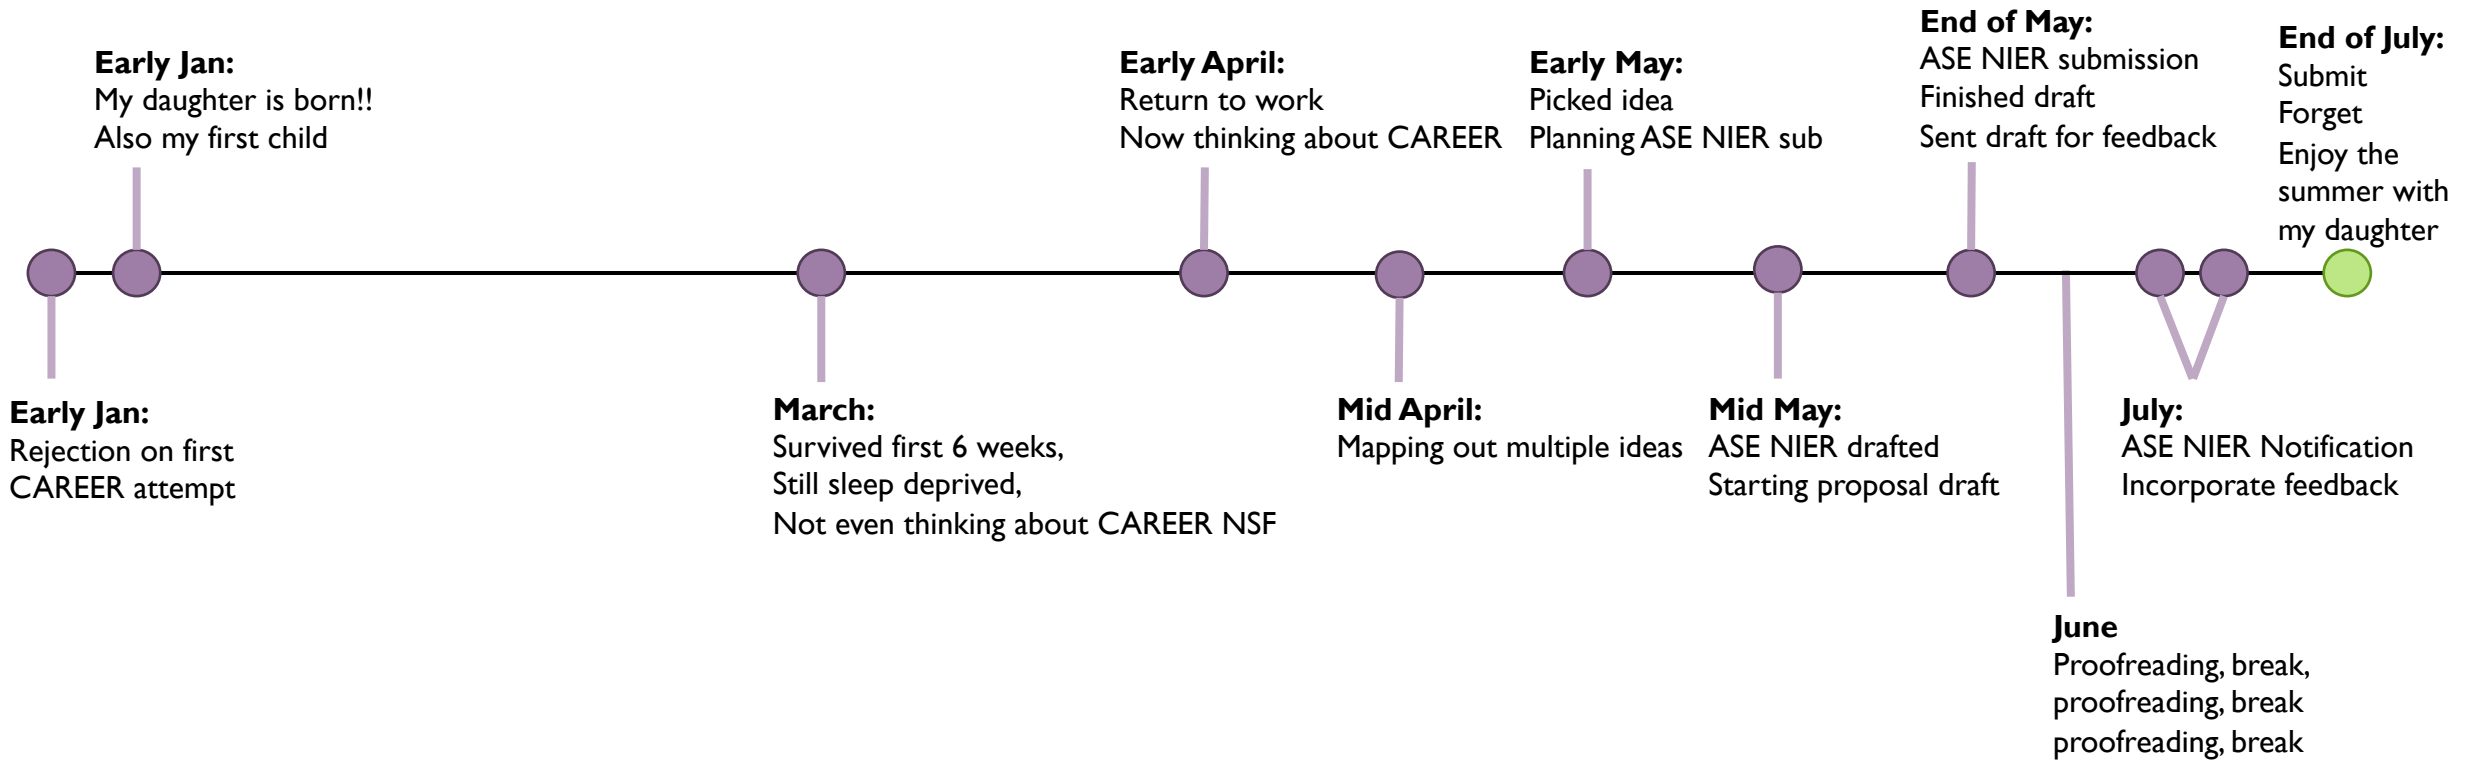 Early Jan:
Rejection on first
CAREER attempt
Early Jan:
My daughter is born!!
Also my first child
March:
Survived first 6 weeks,
Still sleep deprived,
Not even thinking about CAREER NSF
Early April:
Return to work
Now thinking about CAREER
Mid April:
Mapping out multiple ideas
Early May:
Picked idea
Planning ASE NIER sub
Mid May:
ASE NIER drafted
Starting proposal draft
End of May:
ASE NIER submission
Finished draft
Sent draft for feedback
June
Proofreading, break,
proofreading, break
proofreading, break
July:
ASE NIER Notification
Incorporate feedback
End of July:
Submit
Forget
Enjoy the
summer with
my daughter